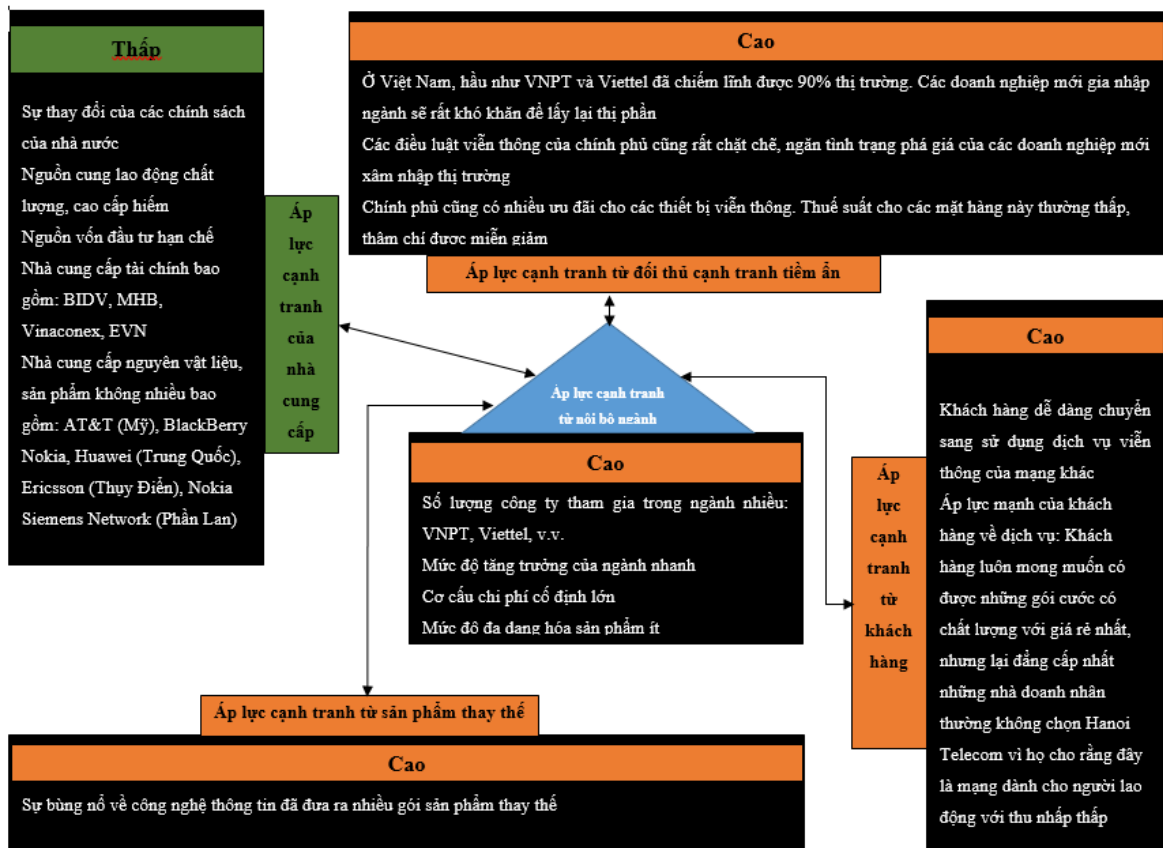 Thấp
Sự thay đổi của các chính sách
của nhà nước
Nguồn cung lao động chất
lượng, cao cấp hiếm
Nguồn vốn đầu tư hạn chế
Nhà cung cấp tài chính bao
gồm: BIDV, MHB,
Vinaconex, EVN
Nhà cung cấp nguyên vật liệu,
sản phẩm không nhiều bao
gồm: AT&T (Mỹ), BlackBerry
Nokia, Huawei (Trung Quốc),
Ericsson (Thụy Điển), Nokia
Siemens Network (Phần Lan)
Áp
lực
cạnh
tranh
của
nhà
cung
cấp
Cao
Ở Việt Nam, hầu như VNPT và Viettel đã chiếm lĩnh được 90% thị trường. Các doanh nghiệp mới gia nhập
ngành sẽ rất khó khăn để lấy lại thị phần
Các điều luật viễn thông của chính phủ cũng rất chặt chẽ, ngăn tình trạng phá giá của các doanh nghiệp mới
xâm nhập thị trường
Chính phủ cũng có nhiều ưu đãi cho các thiết bị viễn thông. Thuế suất cho các mặt hàng này thường thấp,
thậm chí được miễn giảm
Áp lực cạnh tranh từ đối thủ cạnh tranh tiềm ẩn
Áp lực cạnh tranh
từ nội bộ ngành
Cao
Số lượng công ty tham gia trong ngành nhiều:
VNPT, Viettel, v.v.
Mức độ tăng trưởng của ngành nhanh
Cơ cấu chi phí cố định lớn
Mức độ đa dạng hóa sản phẩm ít
Áp
lực
cạnh
tranh
từ
khách
hàng
Cao
Khách hàng dễ dàng chuyển
sang sử dụng dịch vụ viễn
thông của mạng khác
Áp lực mạnh của khách
hàng về dịch vụ: Khách
hàng luôn mong muốn có
được những gói cước có
chất lượng với giá rẻ nhất,
nhưng lại đẳng cấp nhất
những nhà doanh nhân
thường không chọn Hanoi
Telecom vì họ cho rằng đây
là mạng dành cho người lao
động với thu nhấp thấp
Áp lực cạnh tranh từ sản phẩm thay thế
Cao
Sự bùng nổ về công nghệ thông tin đã đưa ra nhiều gói sản phẩm thay thế